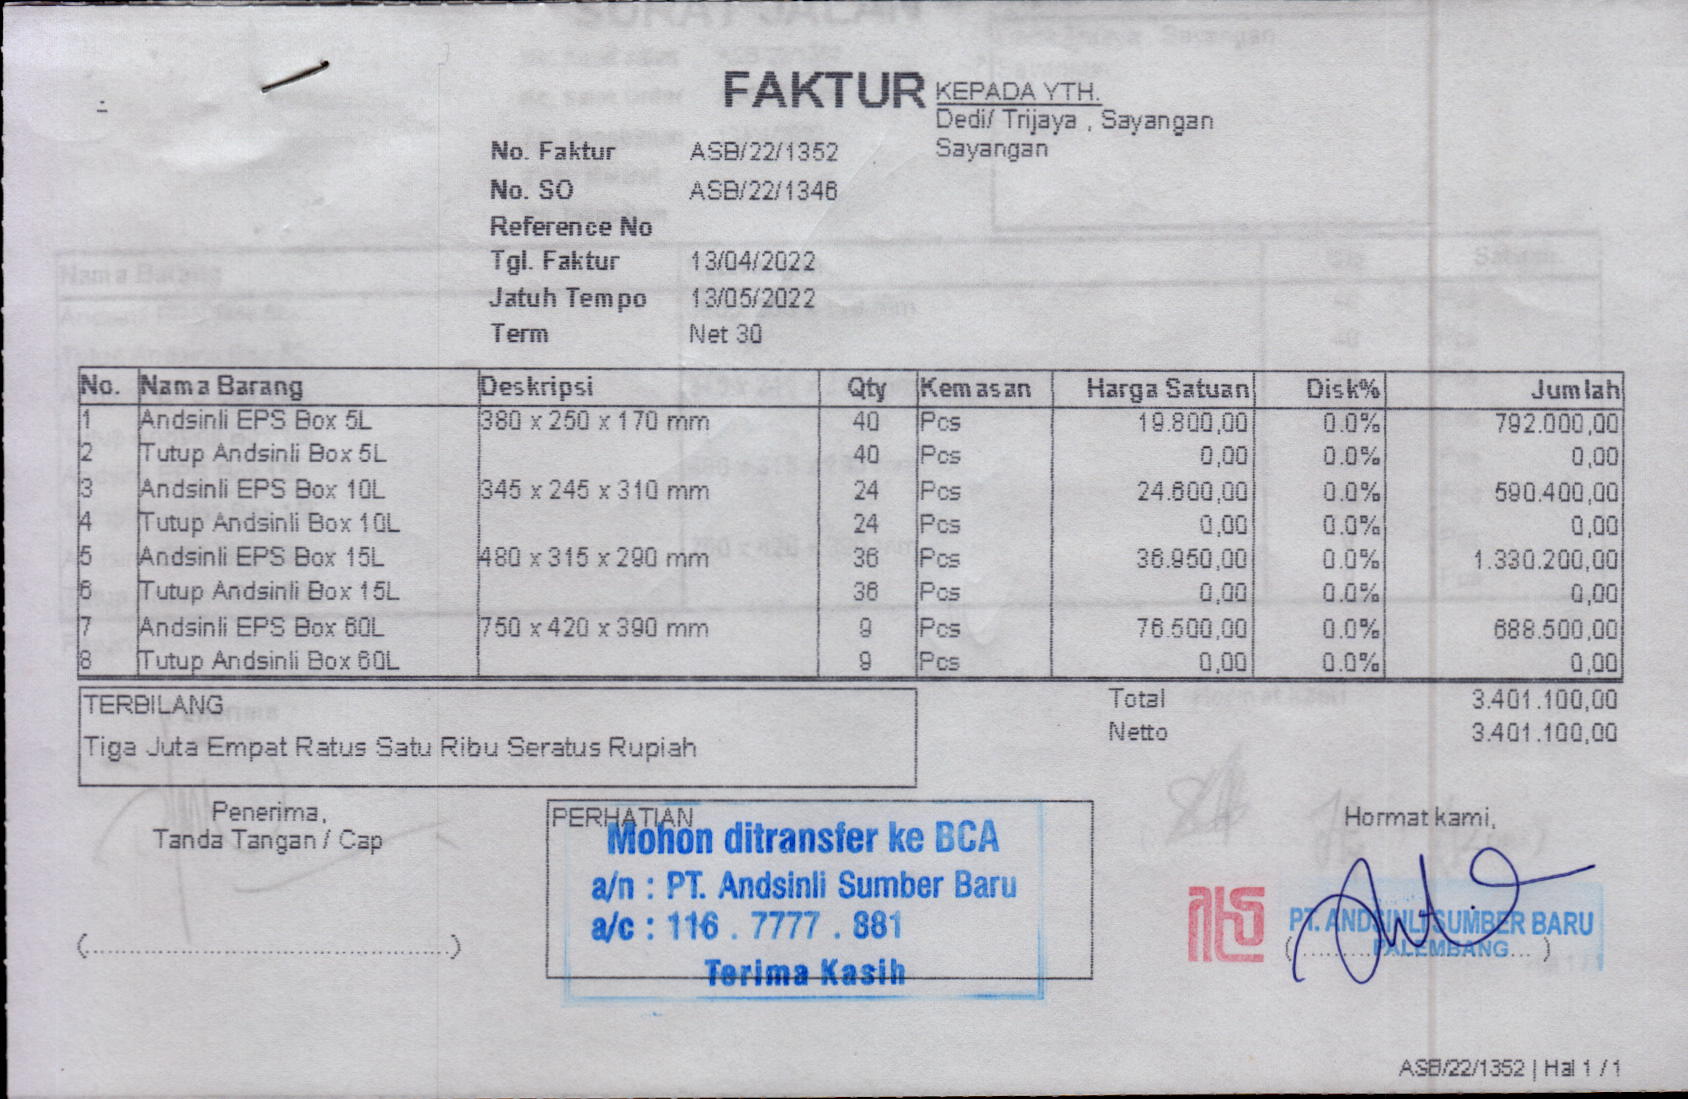 FAKTUR
KEPADA YTH.
Dedi/ Trijaya , Sayangan
Sayangan
No. Faktur ASB/22/1352
No. SO ASB/22/1346
Reference No
Tgl. Faktur 13/04/2022
Jatuh Tempo 13/05/2022
Term Net 30
No. Nama Barang Deskripsi Qty Kemasan Harga Satuan Disk% Jumlah
1 Andsinli EPS Box 5L 380 x 250 x 170 mm 40 Pcs 19.800,00 0.0% 792.000,00
2 Tutup Andsinli Box 5L 40 Pcs 0,00 0.0% 0,00
3 Andsinli EPS Box 10L 345 x 245 x 310 mm 24 Pcs 24.600,00 0.0% 590.400,00
4 Tutup Andsinli Box 10L 24 Pcs 0,00 0.0% 0,00
5 Andsinli EPS Box 15L 480 x 315 x 290 mm 36 Pcs 36.950,00 0.0% 1.330.200,00
6 Tutup Andsinli Box 15L 36 Pcs 0,00 0.0% 0,00
7 Andsinli EPS Box 60L 750 x 420 x 390 mm 9 Pcs 76.500,00 0.0% 688.500,00
8 Tutup Andsinli Box 60L 9 Pcs 0,00 0.0% 0,00
TERBILANG
Tiga Juta Empat Ratus Satu Ribu Seratus Rupiah
Total 3.401.100,00
Netto 3.401.100,00
Penerima,
Tanda Tangan / Cap
(..........................................)
PERHATIAN
Mohon ditransfer ke BCA
a/n : PT. Andsinli Sumber Baru
a/c : 116 . 7777 . 881
Terima Kasih
Hormat kami,
PT. ANDSINLI SUMBER BARU
PALEMBANG
ASB/22/1352 | Hal 1 / 1